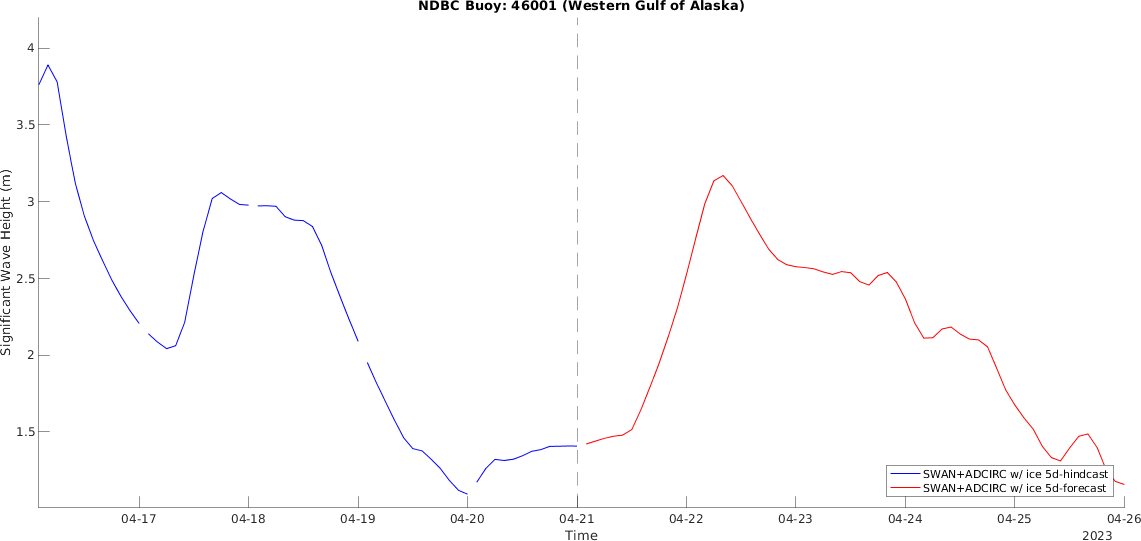 NDBC Buoy: 46001 (Western Gulf of Alaska)
Significant Wave Height (m)
4
3.5
3
2.5
2
1.5
SWAN+ADCIRC w/ ice 5d-hindcast
SWAN+ADCIRC w/ ice 5d-forecast
04-17 04-18 04-19 04-20 04-21 04-22 04-23 04-24 04-25 04-26
Time
2023